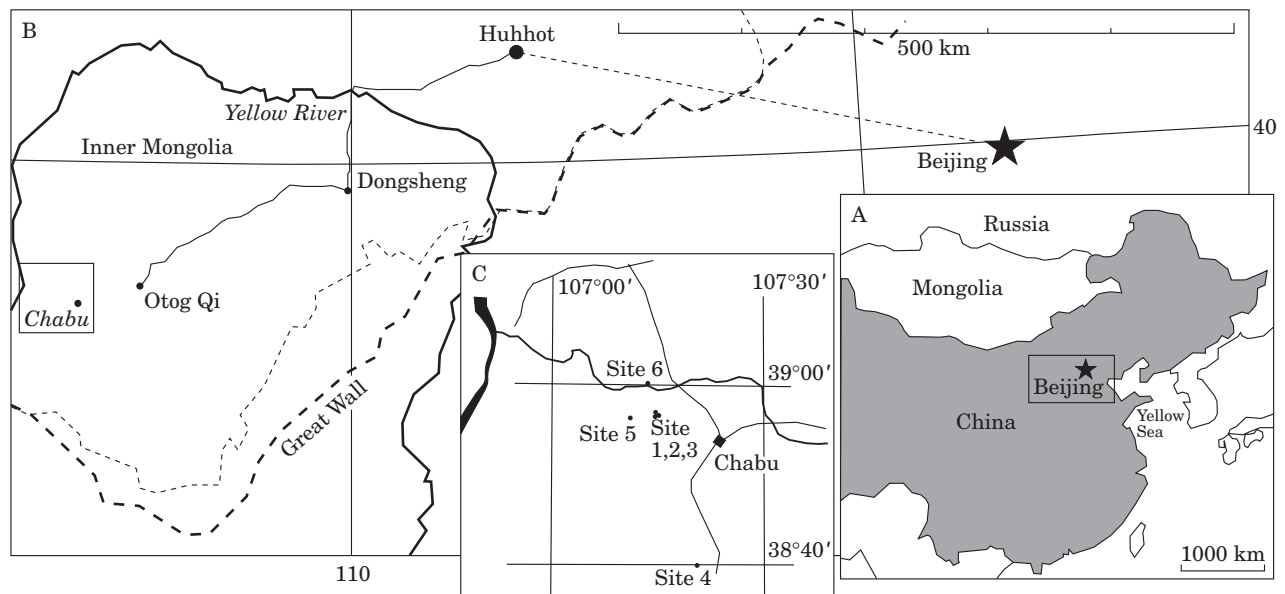 B
Huhhot
500 km
Yellow River
40
Inner Mongolia
Beijing
Dongsheng
Otog Qi
Chabu
Great Wall
110
A
Russia
Mongolia
Beijing
China
Yellow
Sea
1000 km
C
107°00′
107°30′
39°00′
Site 6
Site 5
Site
1,2,3
Chabu
38°40′
Site 4